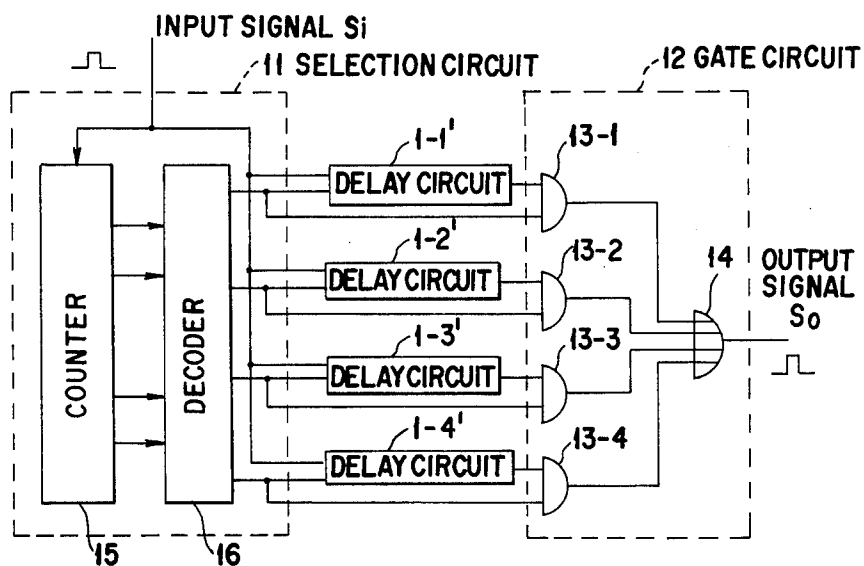 INPUT SIGNAL Si
11 SELECTION CIRCUIT
12 GATE CIRCUIT
1-1'
13-1
DELAY CIRCUIT
1-2'
13-2
DELAY CIRCUIT
14
OUTPUT
SIGNAL
So
COUNTER
DECODER
1-3'
13-3
DELAY CIRCUIT
1-4'
13-4
DELAY CIRCUIT
15
16